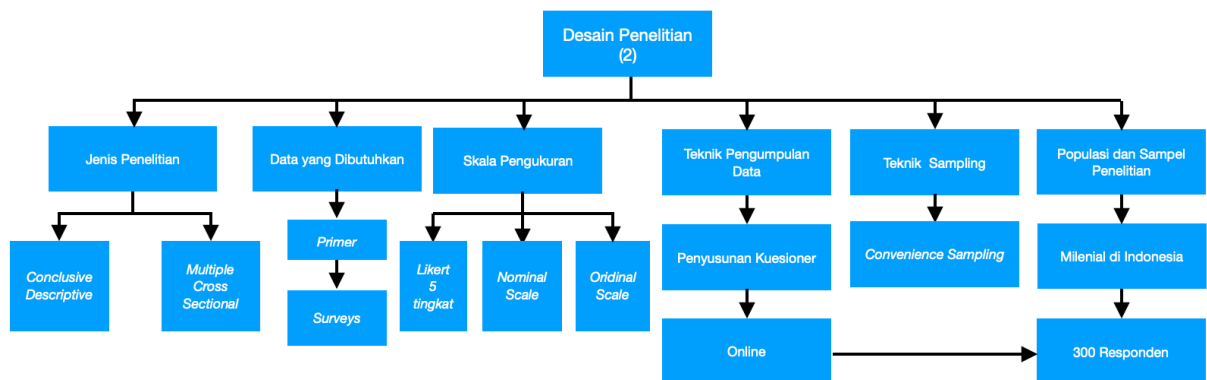 Desain Penelitian
(2)
Jenis Penelitian
Data yang Dibutuhkan
Skala Pengukuran
Teknik Pengumpulan
Data
Teknik Sampling
Populasi dan Sampel
Penelitian
Conclusive
Descriptive
Multiple
Cross
Sectional
Primer
Surveys
Likert
5
tingkat
Nominal
Scale
Oridinal
Scale
Penyusunan Kuesioner
Online
Convenience Sampling
Milenial di Indonesia
300 Responden